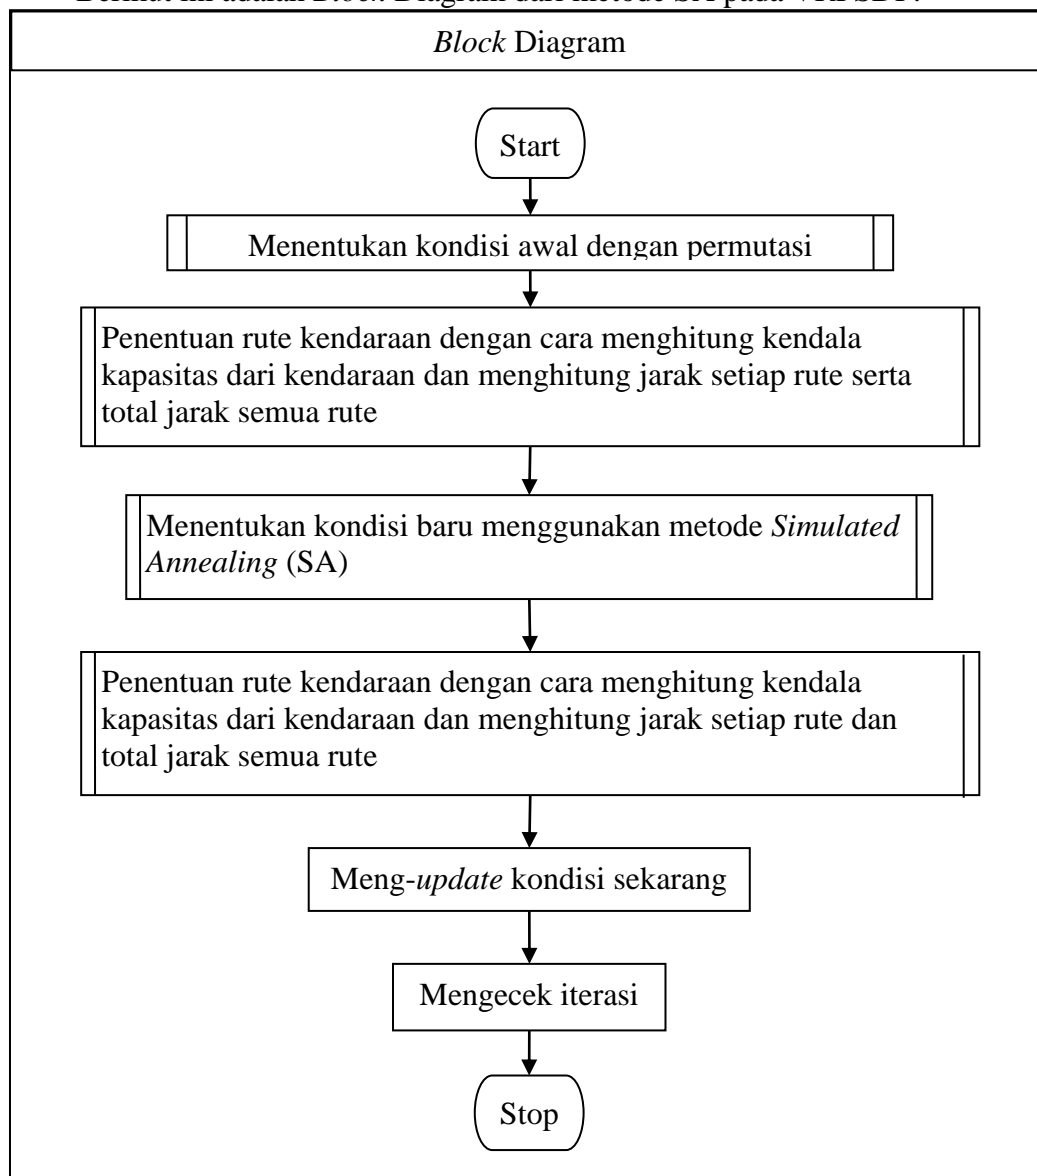 Block Diagram
Start
Menentukan kondisi awal dengan permutasi
Penentuan rute kendaraan dengan cara menghitung kendala
kapasitas dari kendaraan dan menghitung jarak setiap rute serta
total jarak semua rute
Menentukan kondisi baru menggunakan metode Simulated
Annealing (SA)
Penentuan rute kendaraan dengan cara menghitung kendala
kapasitas dari kendaraan dan menghitung jarak setiap rute dan
total jarak semua rute
Meng-update kondisi sekarang
Mengecek iterasi
Stop